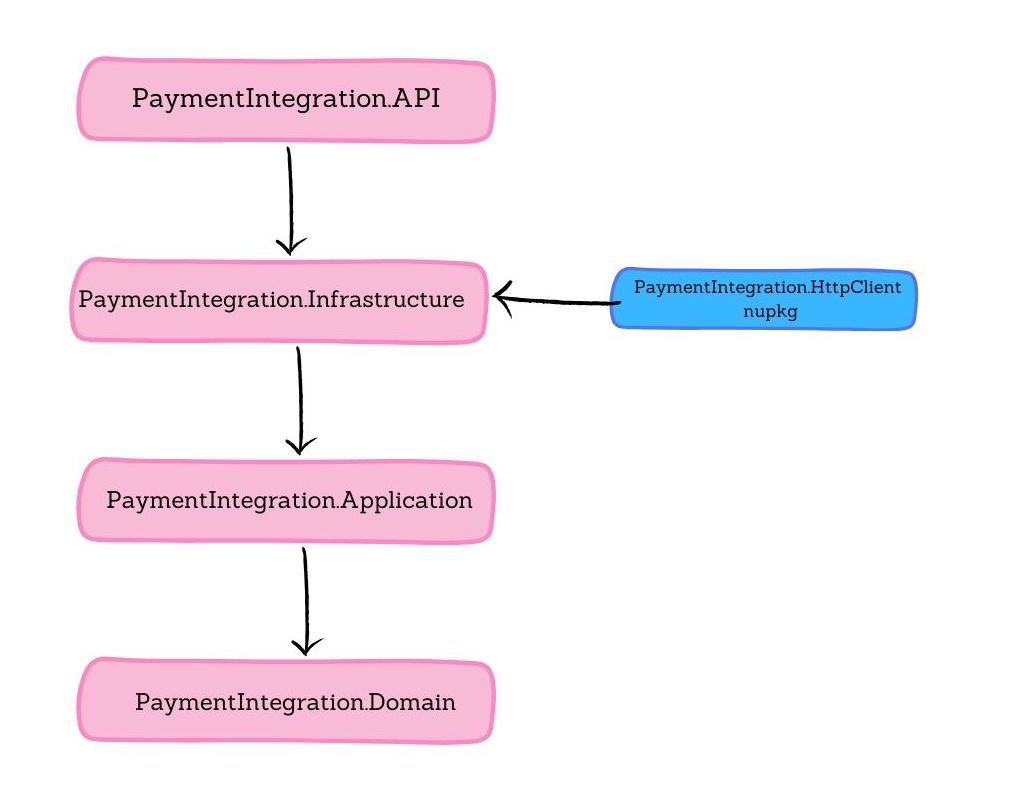 PaymentIntegration.API
PaymentIntegration.Infrastructure
PaymentIntegration.HttpClient
nupkg
PaymentIntegration.Application
PaymentIntegration.Domain